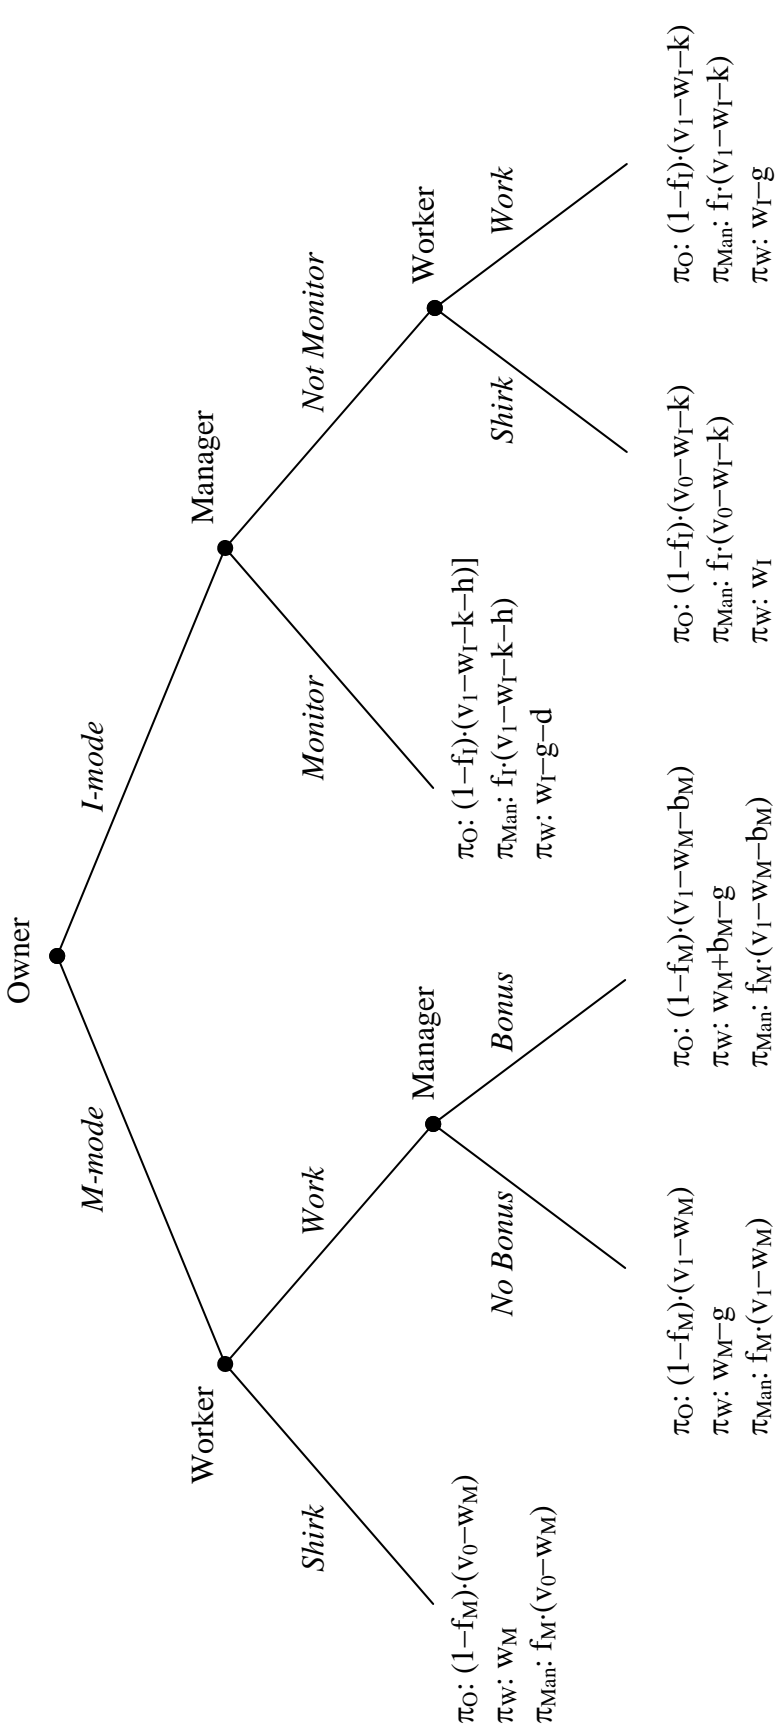 Owner
M-mode
I-mode
Worker
Manager
Shirk
Work
Monitor
Not Monitor
Manager
Worker
No Bonus
Bonus
Shirk
Work
πO: (1–fM)·(v0–wM)
πW: wM
πMan: fM·(v0–wM)
πO: (1–fI)·(v1–wI–k–h)]
πMan: fI·(v1–wI–k–h)
πW: wI–g–d
πO: (1–fM)·(v1–wM)
πW: wM–g
πMan: fM·(v1–wM)
πO: (1–fM)·(v1–wM–bM)
πW: wM+bM–g
πMan: fM·(v1–wM–bM)
πO: (1–fI)·(v0–wI–k)
πMan: fI·(v0–wI–k)
πW: wI
πO: (1–fI)·(v1–wI–k)
πMan: fI·(v1–wI–k)
πW: wI–g